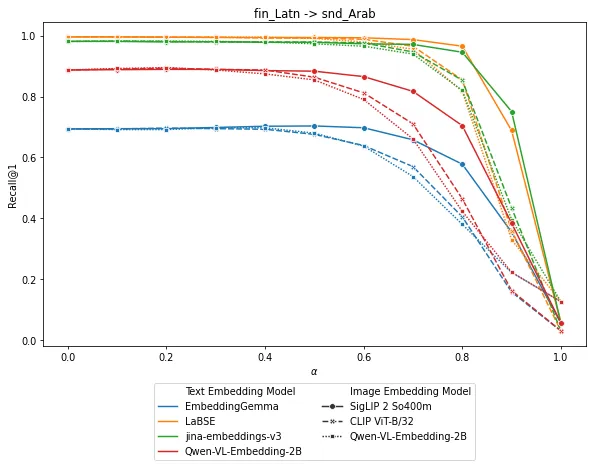 fin_Latn -> snd_Arab
1.0
0.8
0.6
0.4
0.2
0.0
Recall@1
0.0 0.2 0.4 0.6 0.8 1.0
α
Text Embedding Model
EmbeddingGemma
LaBSE
jina-embeddings-v3
Qwen-VL-Embedding-2B
Image Embedding Model
SigLIP 2 So400m
CLIP ViT-B/32
Qwen-VL-Embedding-2B